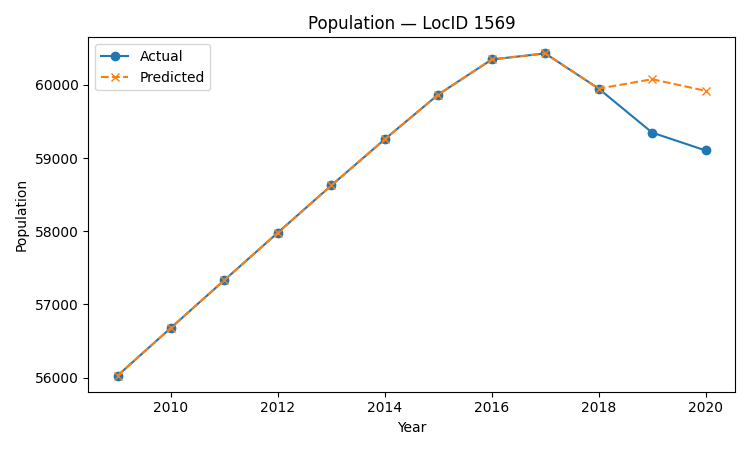 Population — LocID 1569
Actual
Predicted
Population
60000
59000
58000
57000
56000
2010
2012
2014
2016
2018
2020
Year